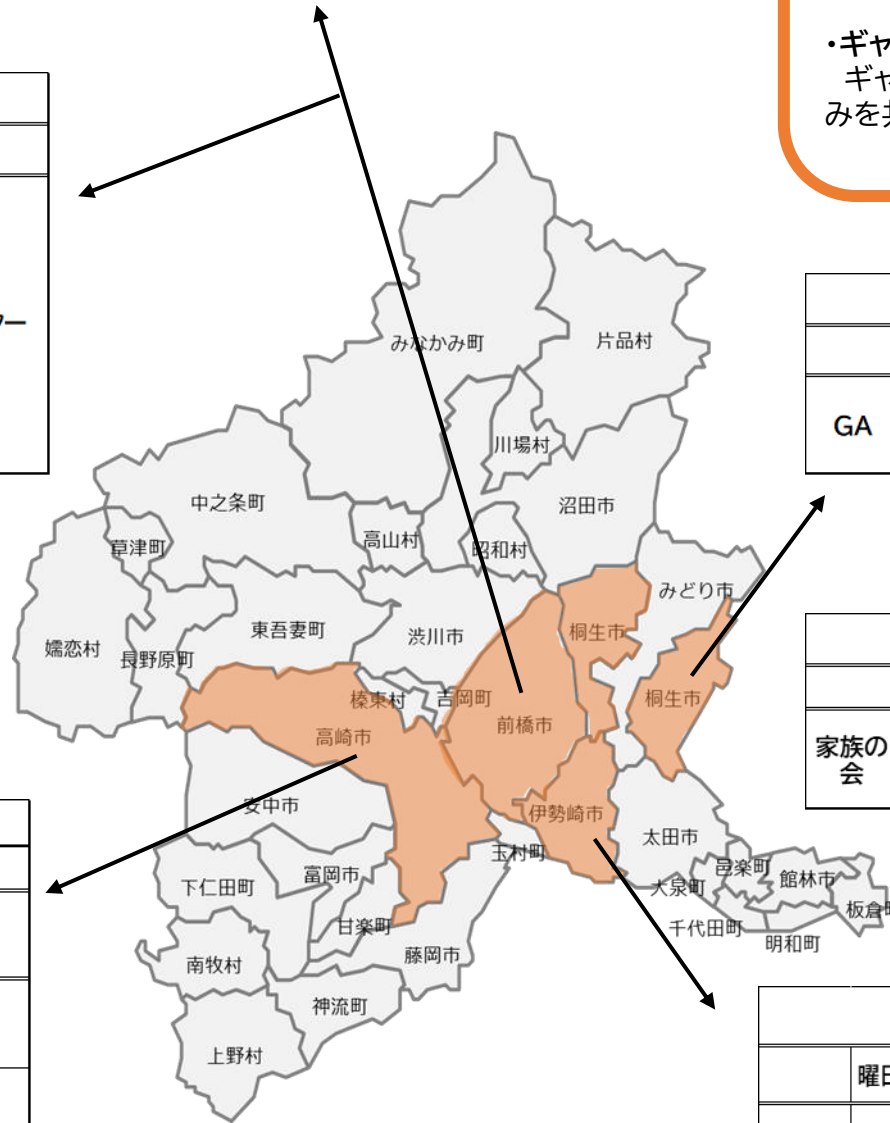 ・ギャ
ギャ
みを共
ター
GA
家族の
会
曜日
みなかみ町
片品村
川場村
中之条町
沼田市
高山村
昭和村
草津町
みどり市
東吾妻町
渋川市
桐生市
嬬恋村
長野原町
榛東村
吉岡町
桐生市
高崎市
前橋市
安中市
伊勢崎市
太田市
玉村町
邑楽町
館林市
下仁田町
富岡市
大泉町
板倉町
甘楽町
千代田町
明和町
藤岡市
南牧村
神流町
上野村